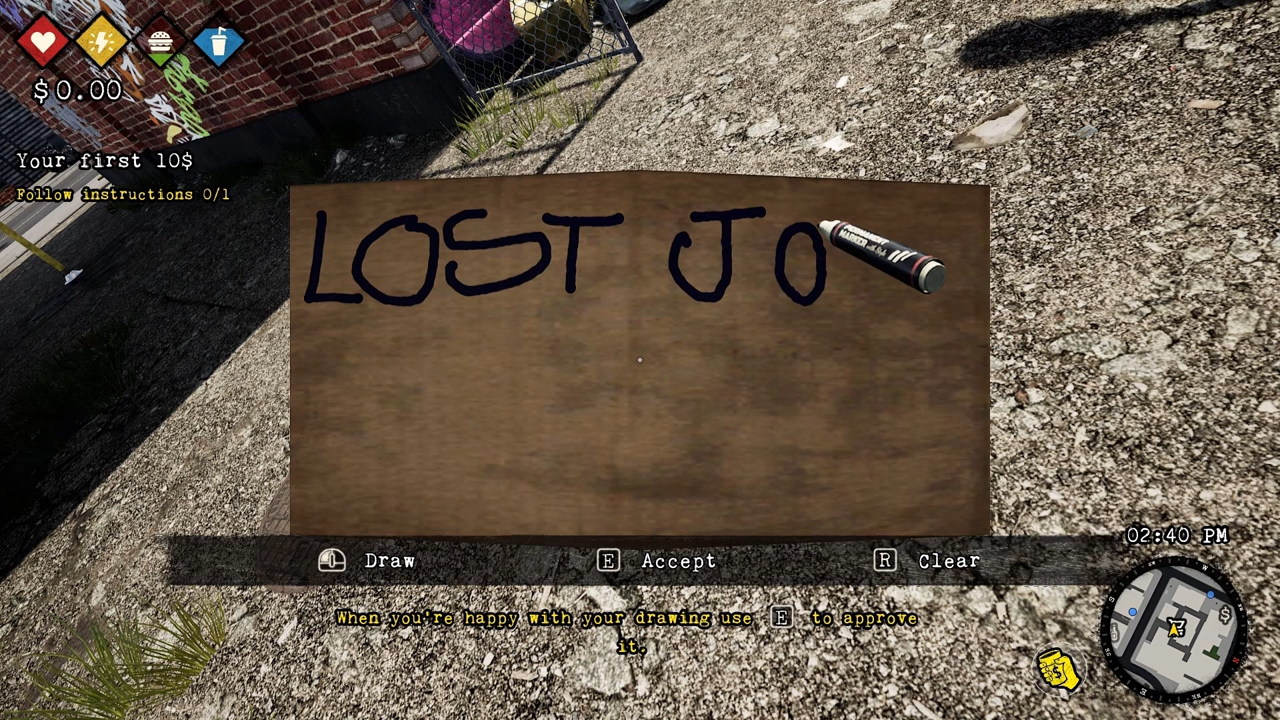 $0.00
Your first 10$
Follow instructions 0/1
LOST JO
Draw
E Accept
R Clear
When you're happy with your drawing use E to approve
it.
02:40 PM